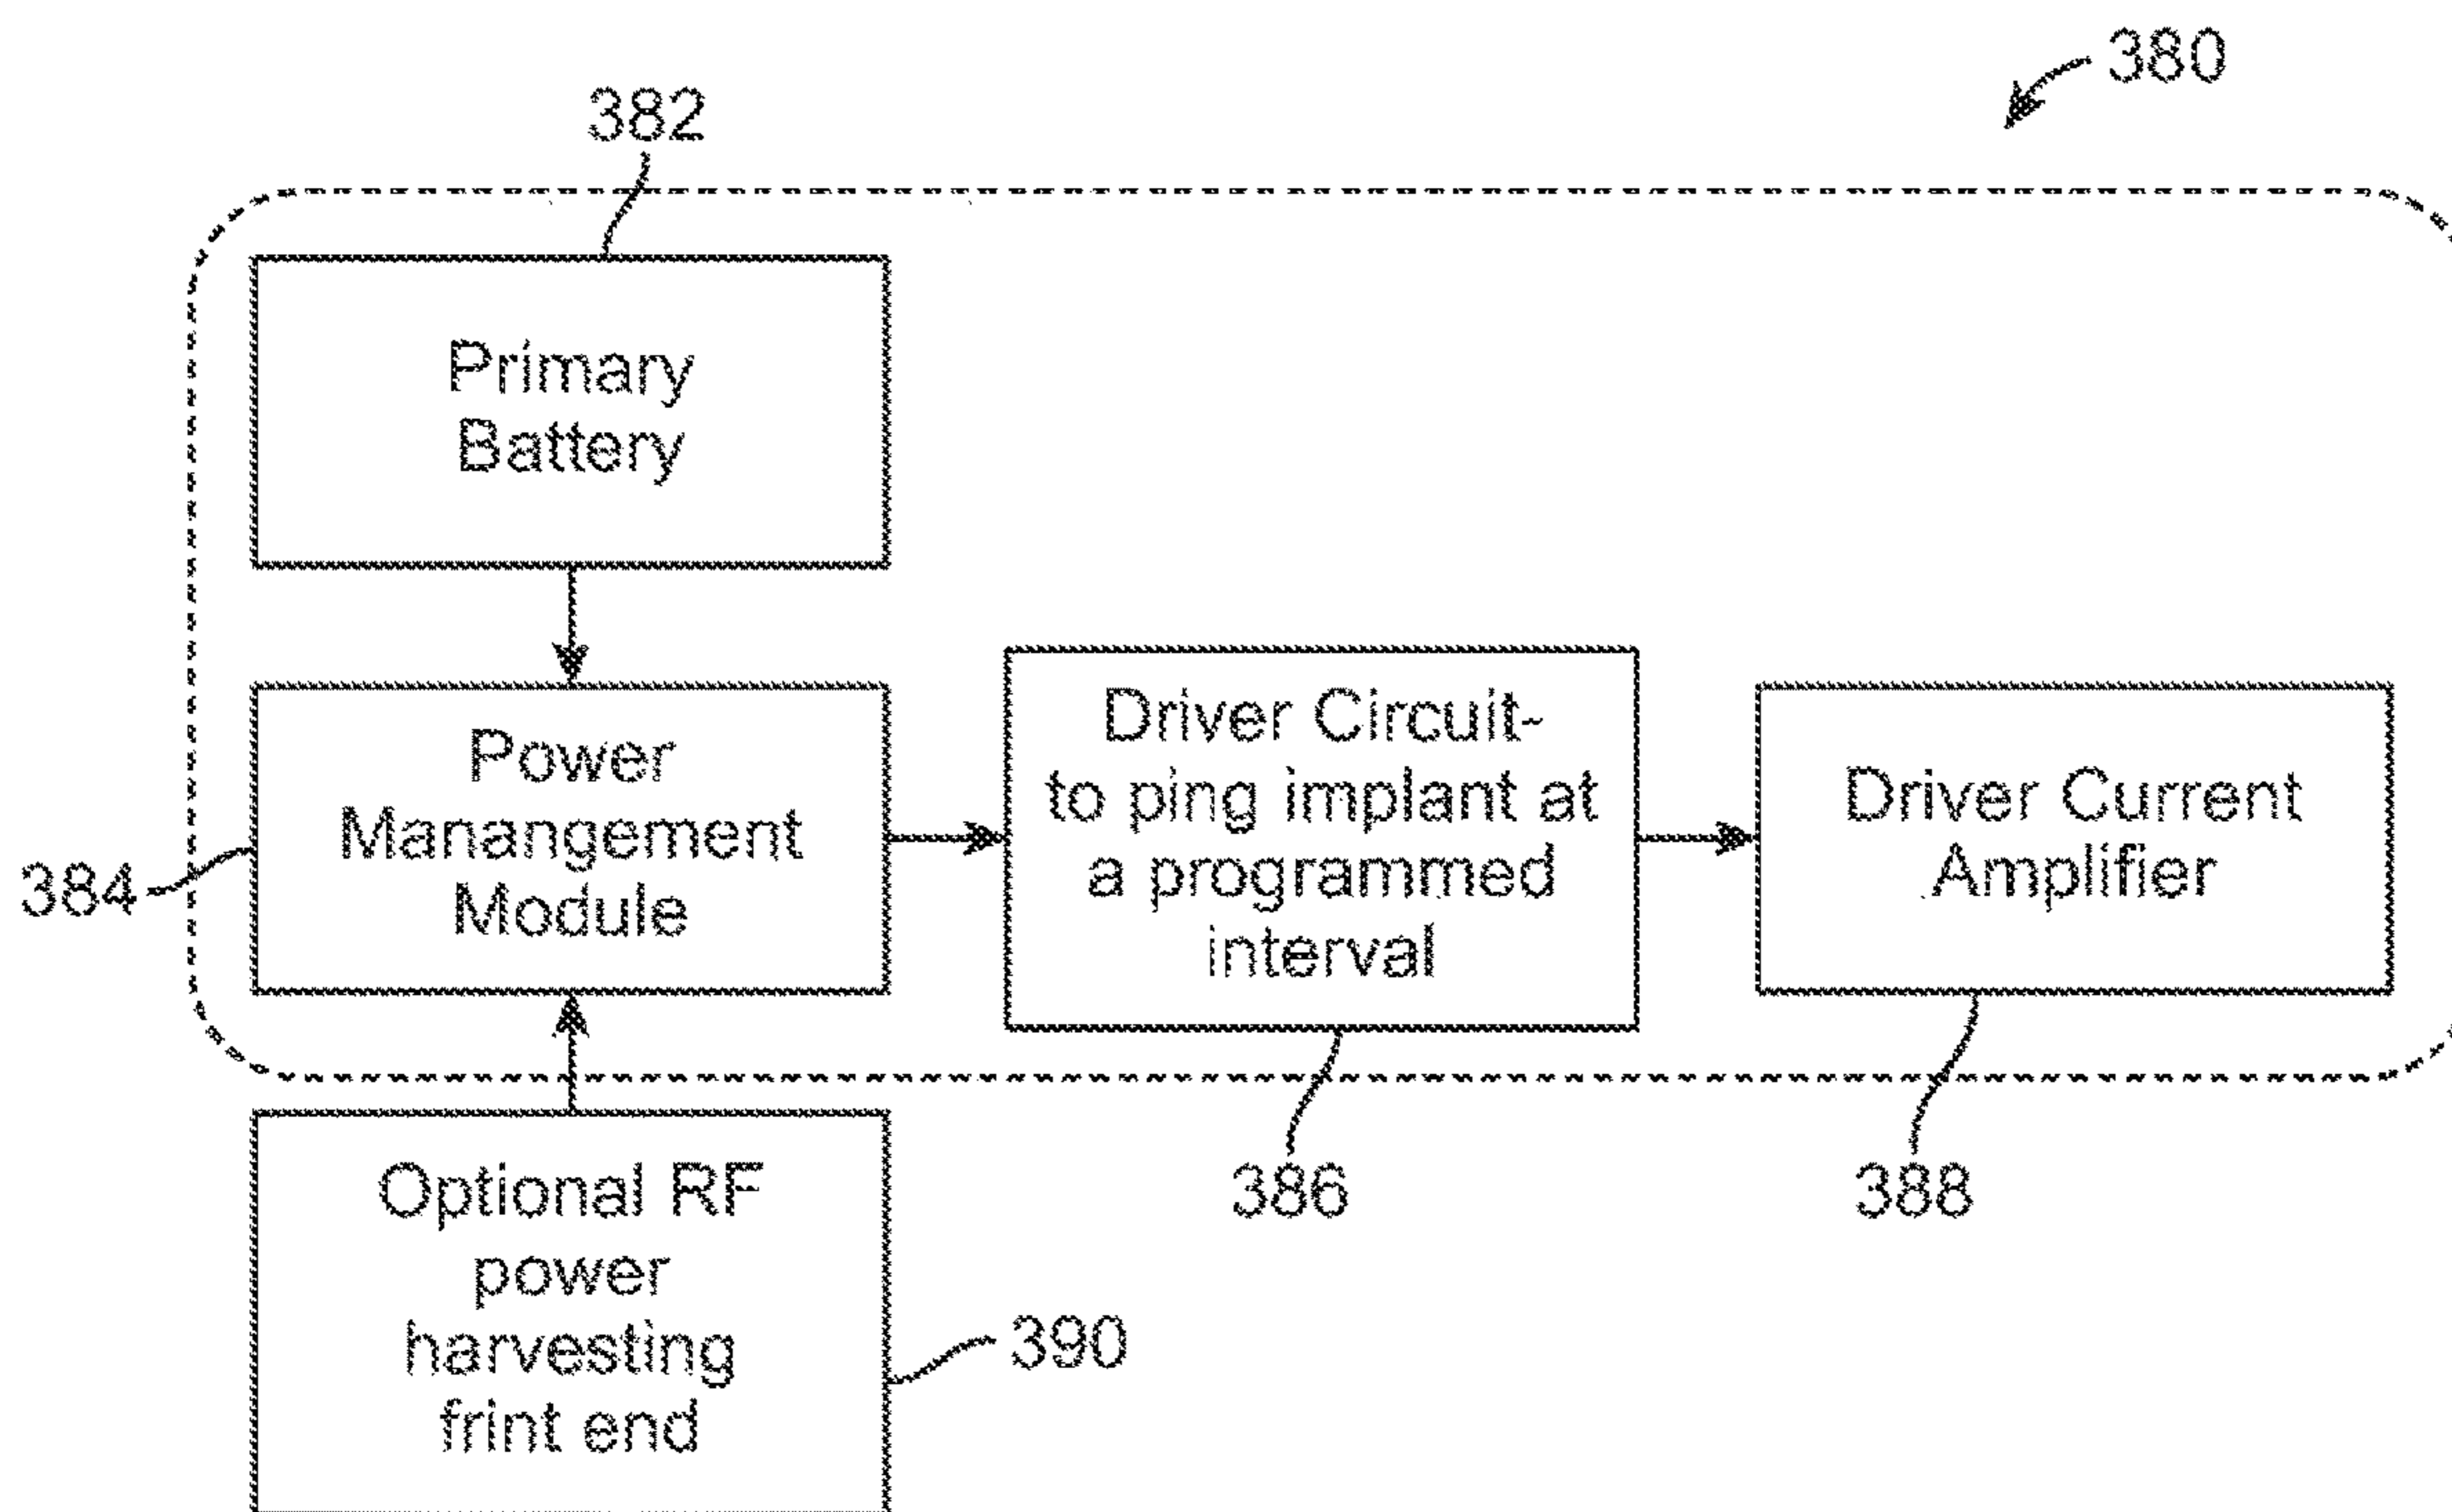 380
382
Primary
Battery
Power
Manangement
Module
384
Driver Circuit-
to ping implant at
a programmed
interval
Driver Current
Amplifier
386
388
Optional RF
power
harvesting
frint end
390